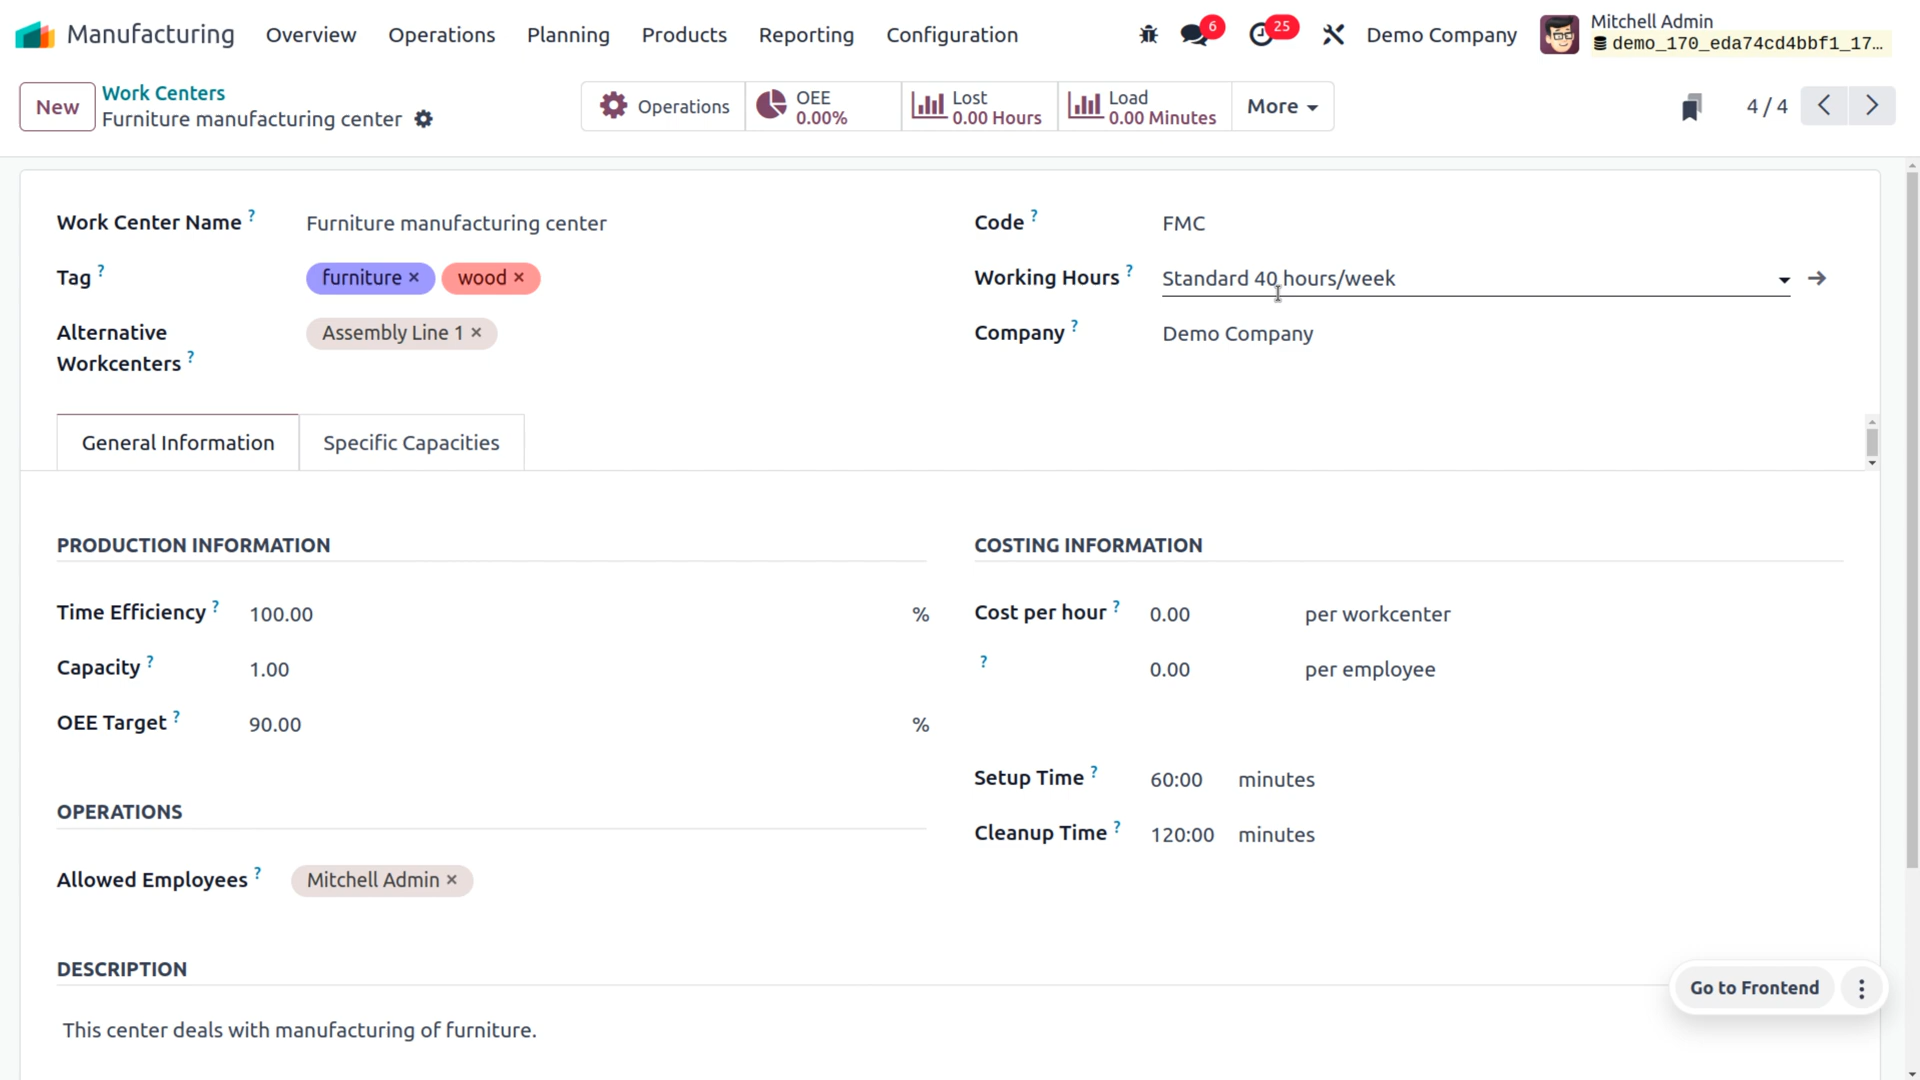 Manufacturing Overview Operations Planning Products Reporting Configuration 6 25 Demo Company Mitchell Admin
demo_170_eda74cd4bbf1_17...
New Work Centers
Furniture manufacturing center
Operations OEE 0.00% Lost 0.00 Hours Load 0.00 Minutes More 4 / 4
Work Center Name ? Furniture manufacturing center
Code ? FMC
Tag ? furniture × wood ×
Working Hours ? Standard 40 hours/week
Alternative Workcenters ? Assembly Line 1 ×
Company ? Demo Company
General Information Specific Capacities
PRODUCTION INFORMATION
Time Efficiency ? 100.00 %
Capacity ? 1.00
OEE Target ? 90.00 %
COSTING INFORMATION
Cost per hour ? 0.00 per workcenter
? 0.00 per employee
Setup Time ? 60:00 minutes
Cleanup Time ? 120:00 minutes
OPERATIONS
Allowed Employees ? Mitchell Admin ×
DESCRIPTION
This center deals with manufacturing of furniture.
Go to Frontend